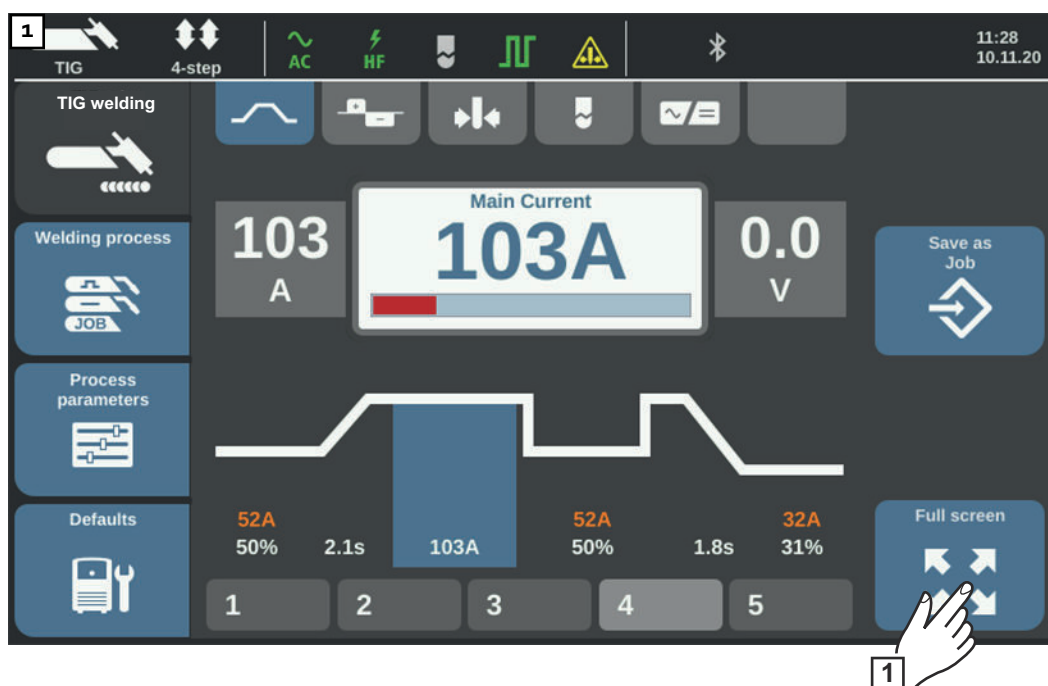 1
TIG
4-step
AC
HF
11:28
10.11.20
TIG welding
Welding process
JOB
Process
parameters
Defaults
103
A
Main Current
103A
0.0
V
Save as
Job
52A
50%
2.1s
103A
52A
50%
1.8s
32A
31%
1
2
3
4
5
Full screen
1